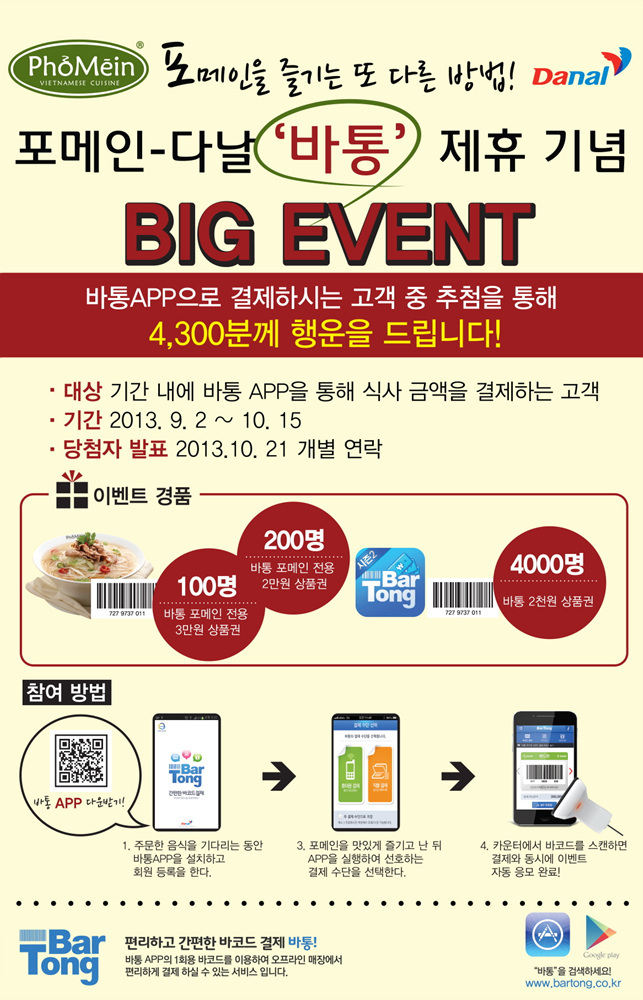 PhỏMein®
VIETNAMESE CUISINE
포메인을 즐기는 또 다른 방법!
Danal
포메인-다날 ‘바통’ 제휴 기념
BIG EVENT
바통APP으로 결제하시는 고객 중 추첨을 통해
4,300분께 행운을 드립니다!
· 대상 기간 내에 바통 APP을 통해 식사 금액을 결제하는 고객
· 기간 2013. 9. 2 ~ 10. 15
· 당첨자 발표 2013.10. 21 개별 연락
이벤트 경품
727 9737 011
100명
바통 포메인 전용
3만원 상품권
200명
바통 포메인 전용
2만원 상품권
시즌2
Bar
Tong
727 9737 011
4000명
바통 2천원 상품권
참여 방법
바통 APP 다운받기!
Bar
Tong
간편한 바코드결제
BarTong
1. 주문한 음식을 기다리는 동안
바통APP을 설치하고
회원 등록을 한다.
3. 포메인을 맛있게 즐기고 난 뒤
APP을 실행하여 선호하는
결제 수단을 선택한다.
4. 카운터에서 바코드를 스캔하면
결제와 동시에 이벤트
자동 응모 완료!
Bar
Tong
편리하고 간편한 바코드 결제 바통!
바통 APP의 1회용 바코드를 이용하여 오프라인 매장에서
편리하게 결제 하실 수 있는 서비스 입니다.
Google play
“바통”을 검색하세요!
www.bartong.co.kr